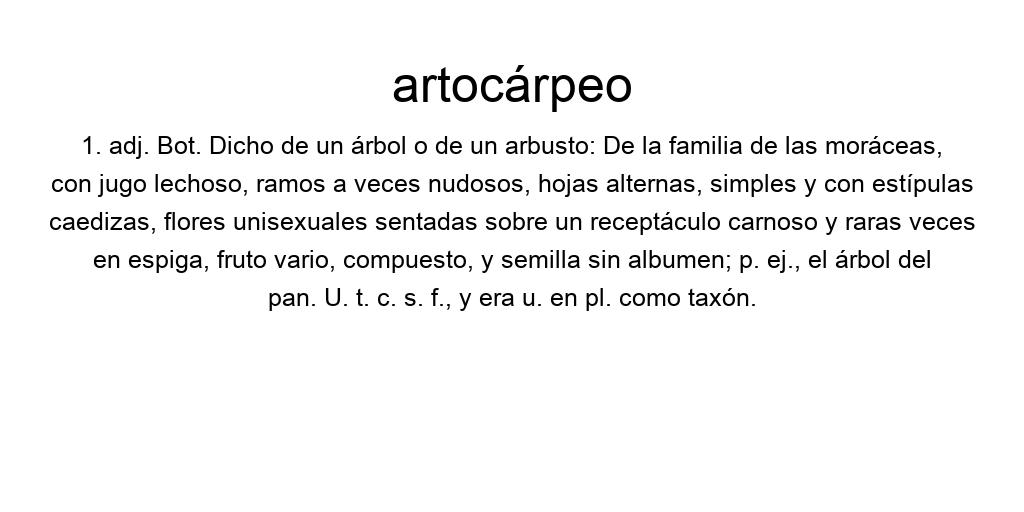 artocárpeo
1. adj. Bot. Dicho de un árbol o de un arbusto: De la familia de las moráceas,
con jugo lechoso, ramos a veces nudosos, hojas alternas, simples y con estípulas
caedizas, flores unisexuales sentadas sobre un receptáculo carnoso y raras veces
en espiga, fruto vario, compuesto, y semilla sin albumen; p. ej., el árbol del
pan. U. t. c. s. f., y era u. en pl. como taxón.